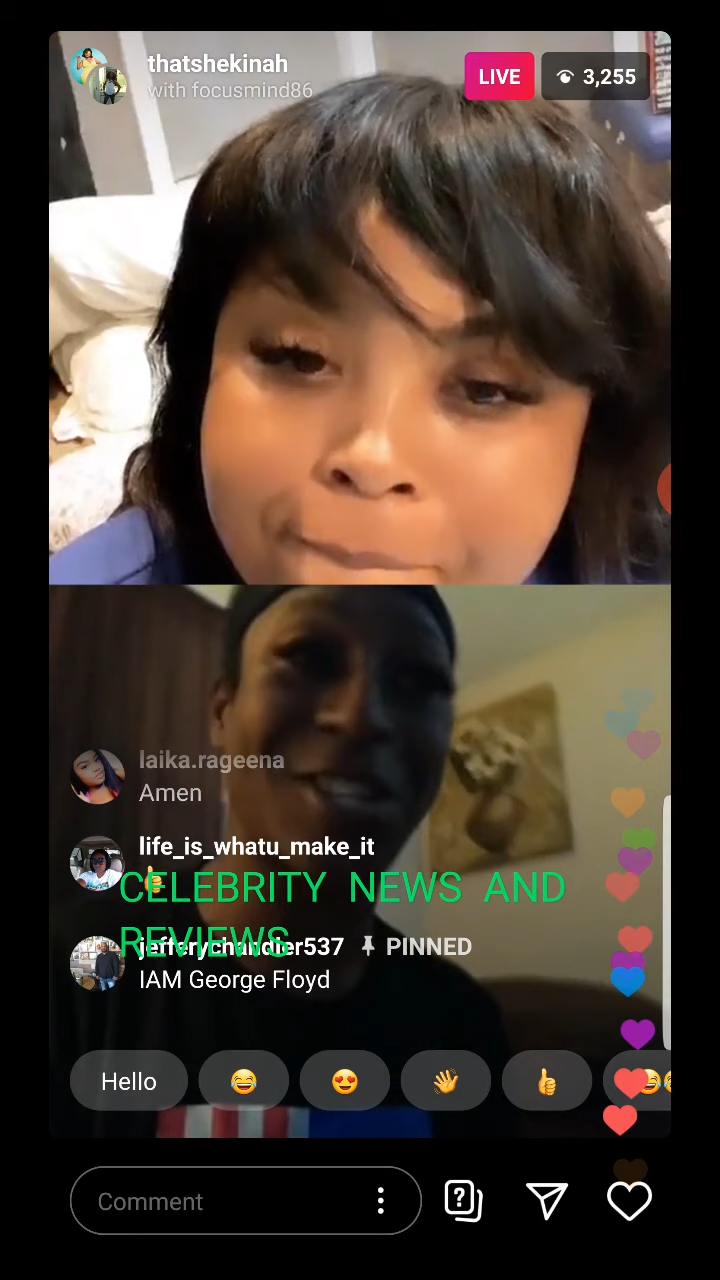 thatshekinah
with focusmind86
LIVE
3,255
laika.rageena
Amen
life_is_whatu_make_it
👍
CELEBRITY NEWS AND
REVIEWS
jefferychandler537 PINNED
IAM George Floyd
Hello 😂 😍 👋 👍 😂
Comment